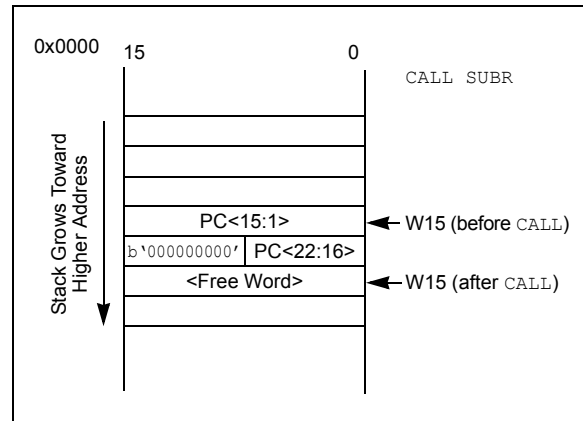 0x0000
15 0
CALL SUBR
Stack Grows Toward
Higher Address
PC<15:1>
W15 (before CALL)
b‘000000000’ PC<22:16>
<Free Word>
W15 (after CALL)